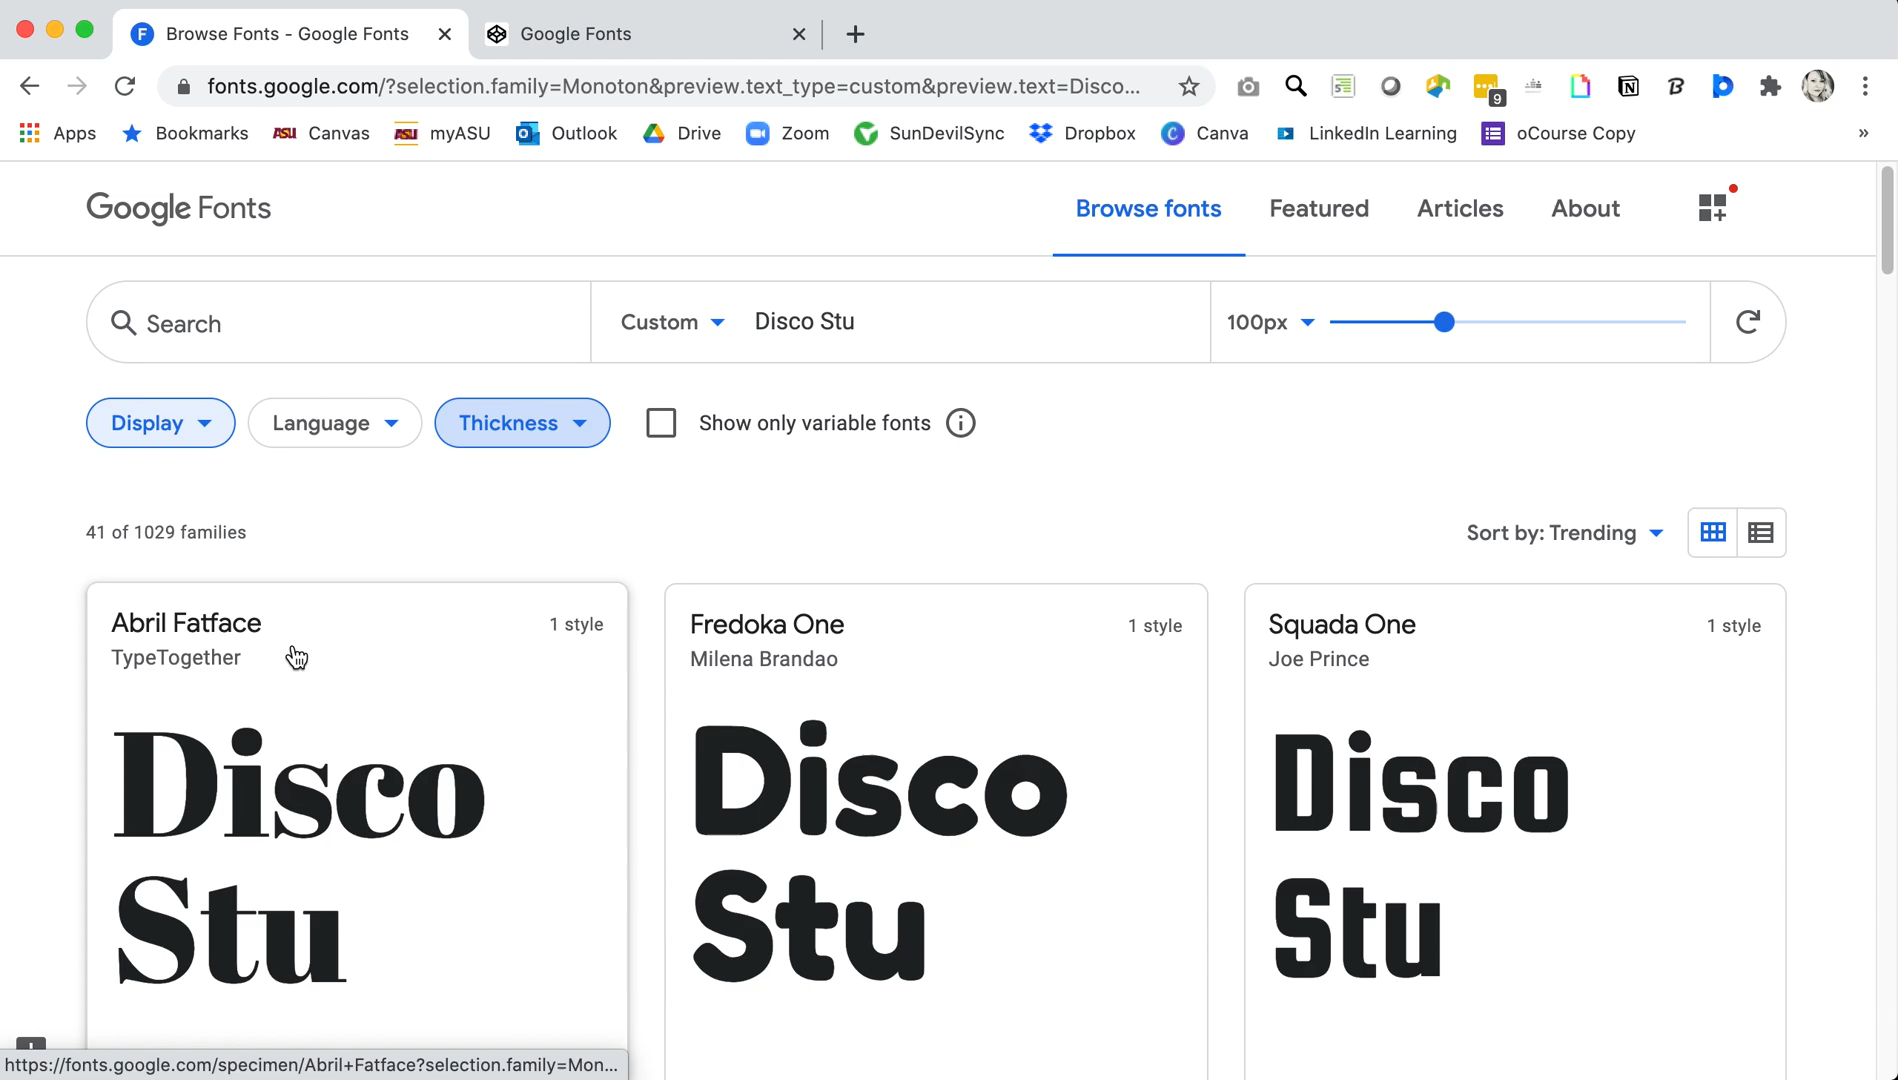 Browse Fonts - Google Fonts
Google Fonts
fonts.google.com/?selection.family=Monoton&preview.text_type=custom&preview.text=Disco...
9
Apps Bookmarks ASU Canvas ASU myASU Outlook Drive Zoom SunDevilSync Dropbox Canva LinkedIn Learning oCourse Copy »
Google Fonts Browse fonts Featured Articles About
Search Custom Disco Stu 100px
Display Language Thickness Show only variable fonts
41 of 1029 families Sort by: Trending
Abril Fatface 1 style
TypeTogether
Disco
Stu
Fredoka One 1 style
Milena Brandao
Disco
Stu
Squada One 1 style
Joe Prince
Disco
Stu
https://fonts.google.com/specimen/Abril+Fatface?selection.family=Mon...